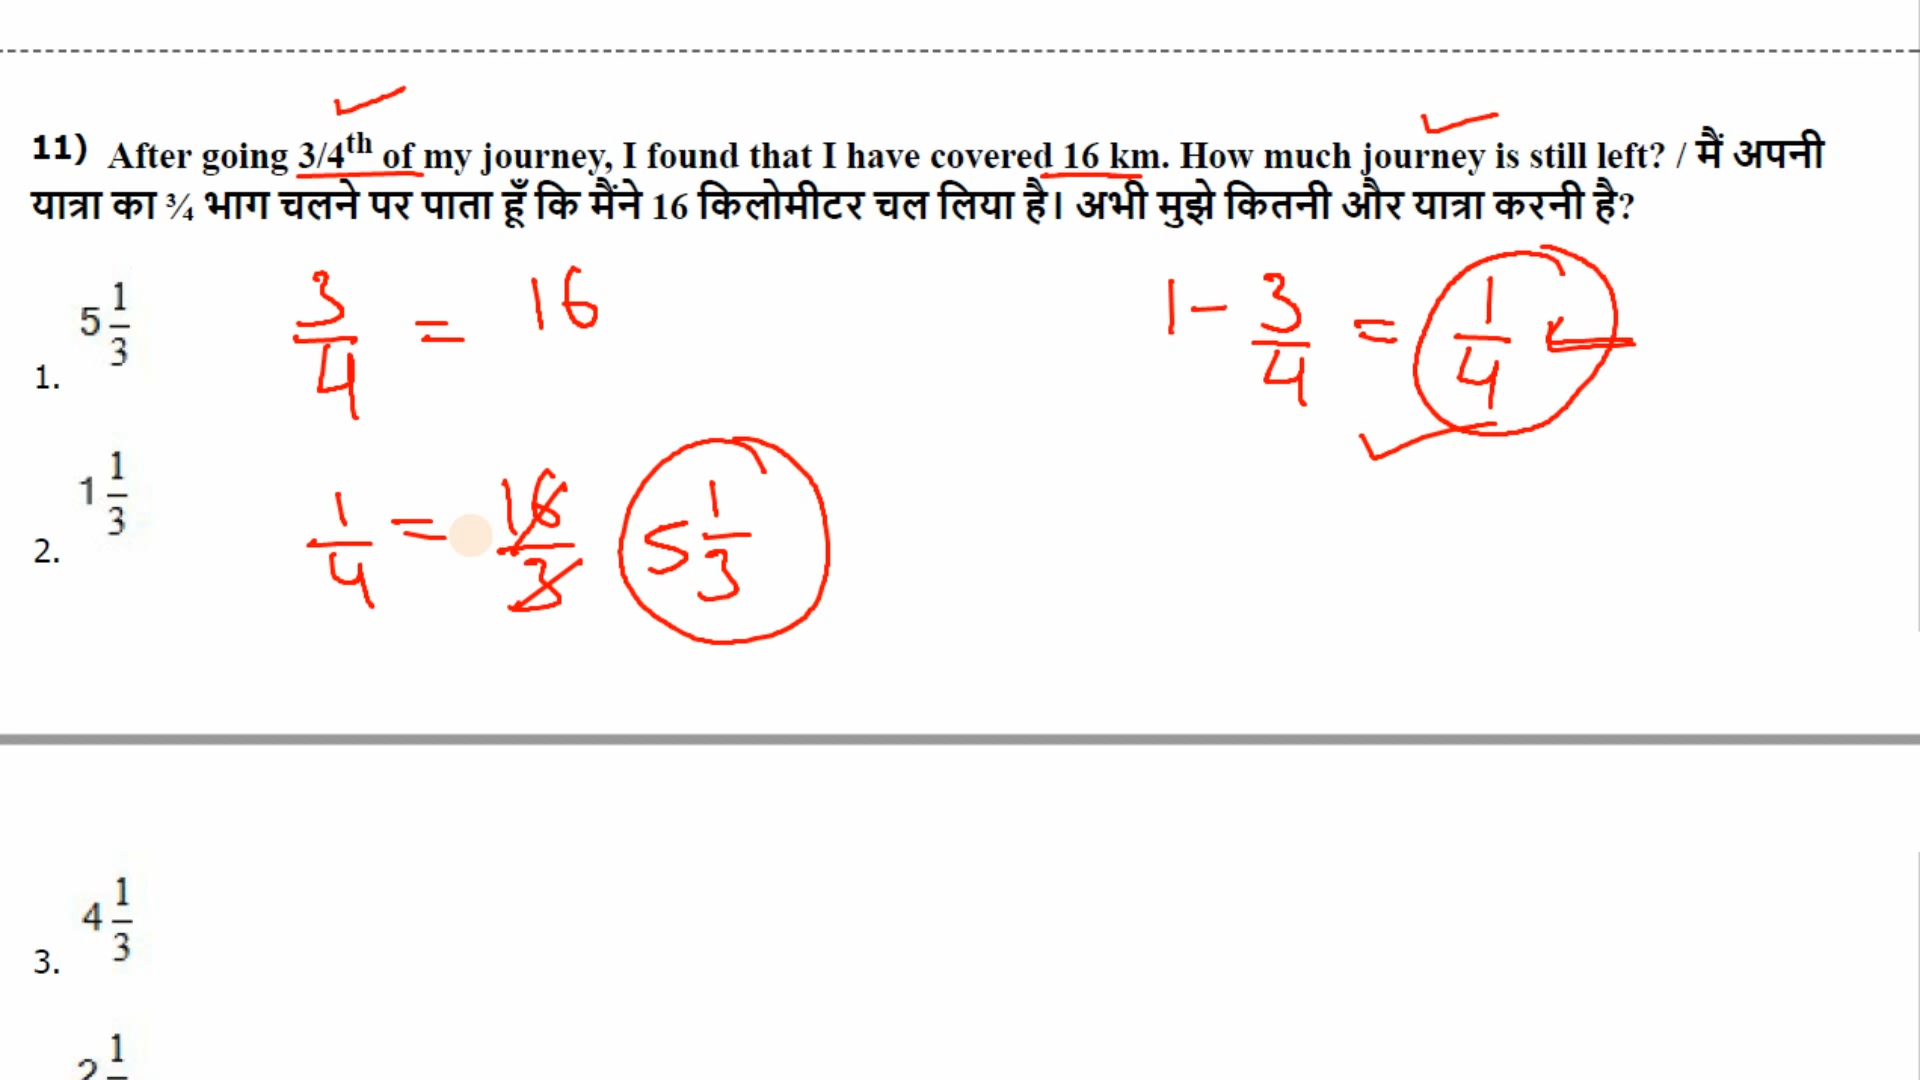 11) After going 3/4th of my journey, I found that I have covered 16 km. How much journey is still left? / मैं अपनी
यात्रा का ¾ भाग चलने पर पाता हूँ कि मैंने 16 किलोमीटर चल लिया है। अभी मुझे कितनी और यात्रा करनी है?
1. 5 1/3
3/4 = 16
1 - 3/4 = 1/4
2. 1 1/3
1/4 = 16/3 5 1/3
3. 4 1/3
2 1